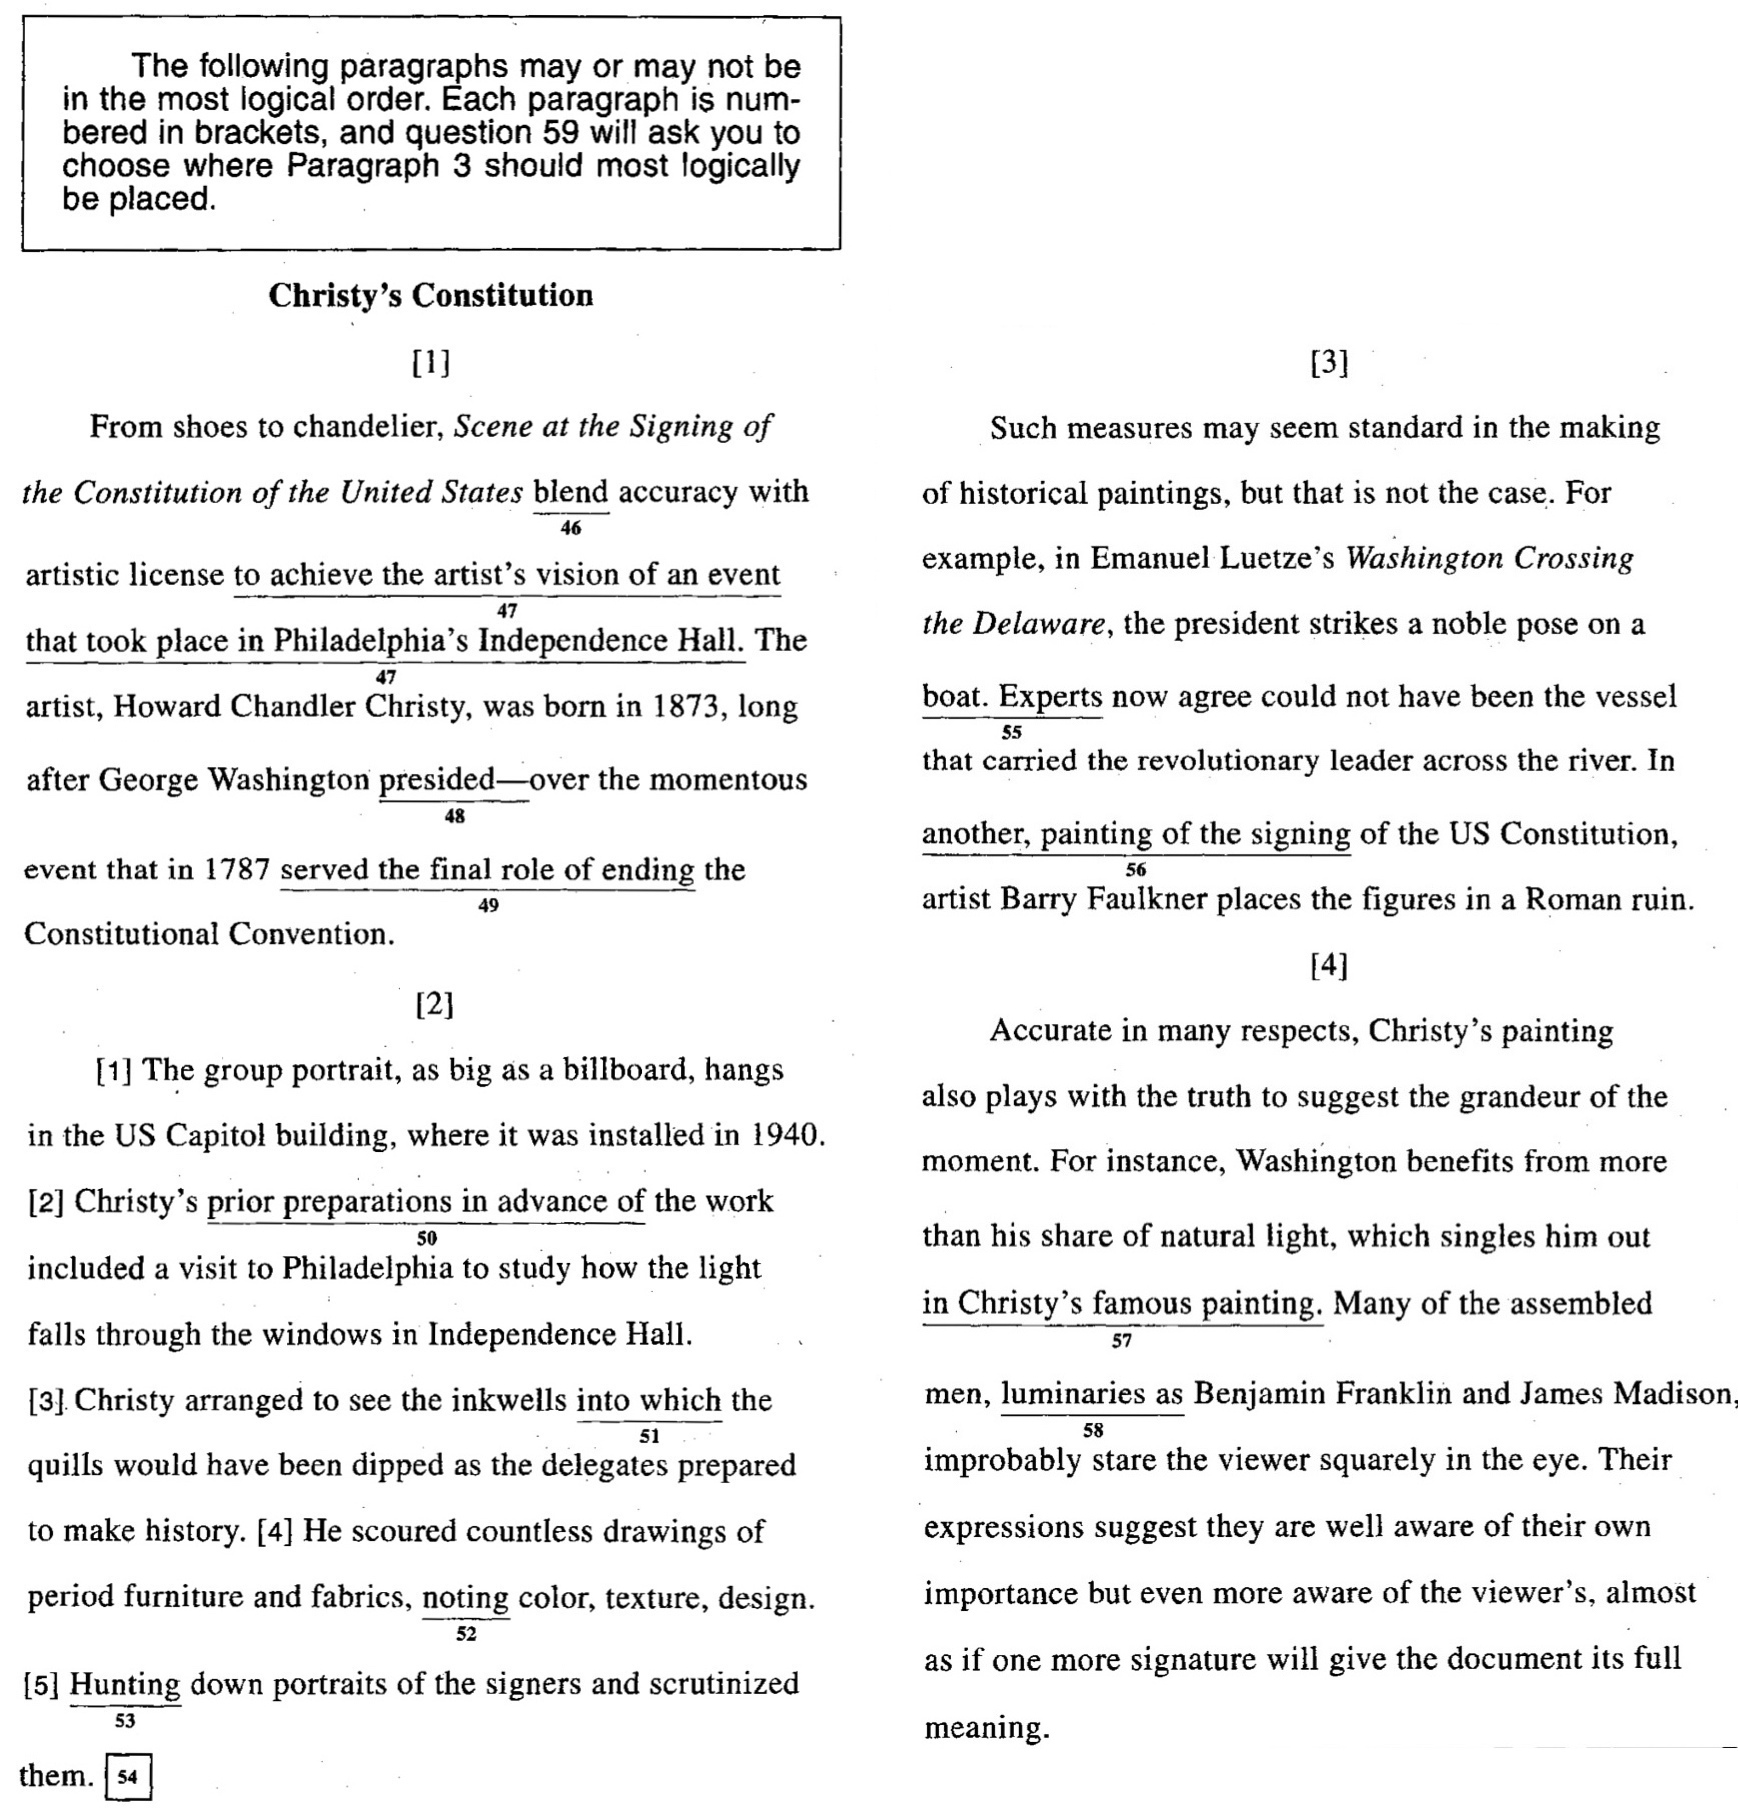 The following paragraphs may or may not be
in the most logical order. Each paragraph is num-
bered in brackets, and question 59 will ask you to
choose where Paragraph 3 should most logically
be placed.
Christy's Constitution
[1]
From shoes to chandelier, Scene at the Signing of
the Constitution of the United States blend accuracy with
46
artistic license to achieve the artist's vision of an event
47
that took place in Philadelphia's Independence Hall. The
47
artist, Howard Chandler Christy, was born in 1873, long
after George Washington presided—over the momentous
48
event that in 1787 served the final role of ending the
49
Constitutional Convention.
[2]
[1] The group portrait, as big as a billboard, hangs
in the US Capitol building, where it was installed in 1940.
[2] Christy's prior preparations in advance of the work
50
included a visit to Philadelphia to study how the light
falls through the windows in Independence Hall.
[3] Christy arranged to see the inkwells into which the
51
quills would have been dipped as the delegates prepared
to make history. [4] He scoured countless drawings of
period furniture and fabrics, noting color, texture, design.
52
[5] Hunting down portraits of the signers and scrutinized
53
them. 54
[3]
Such measures may seem standard in the making
of historical paintings, but that is not the case. For
example, in Emanuel Luetze's Washington Crossing
the Delaware, the president strikes a noble pose on a
boat. Experts now agree could not have been the vessel
55
that carried the revolutionary leader across the river. In
another, painting of the signing of the US Constitution,
56
artist Barry Faulkner places the figures in a Roman ruin.
[4]
Accurate in many respects, Christy's painting
also plays with the truth to suggest the grandeur of the
moment. For instance, Washington benefits from more
than his share of natural light, which singles him out
in Christy's famous painting. Many of the assembled
57
men, luminaries as Benjamin Franklin and James Madison,
58
improbably stare the viewer squarely in the eye. Their
expressions suggest they are well aware of their own
importance but even more aware of the viewer's, almost
as if one more signature will give the document its full
meaning.